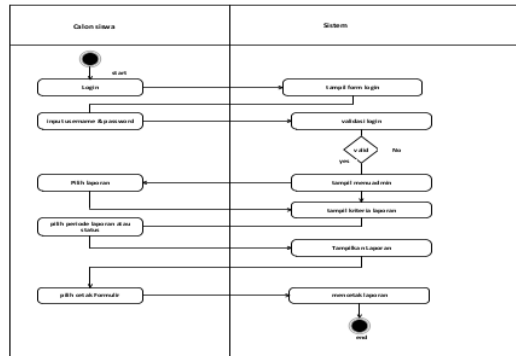 Calon siswa
Sistem
start
Login
tampil form login
input username & password
validasi login
valid
No
yes
Pilih laporan
tampil menu admin
tampil kriteria laporan
pilih periode laporan atau
status
Tampilkan Laporan
pilih cetak Formulir
mencetak laporan
end